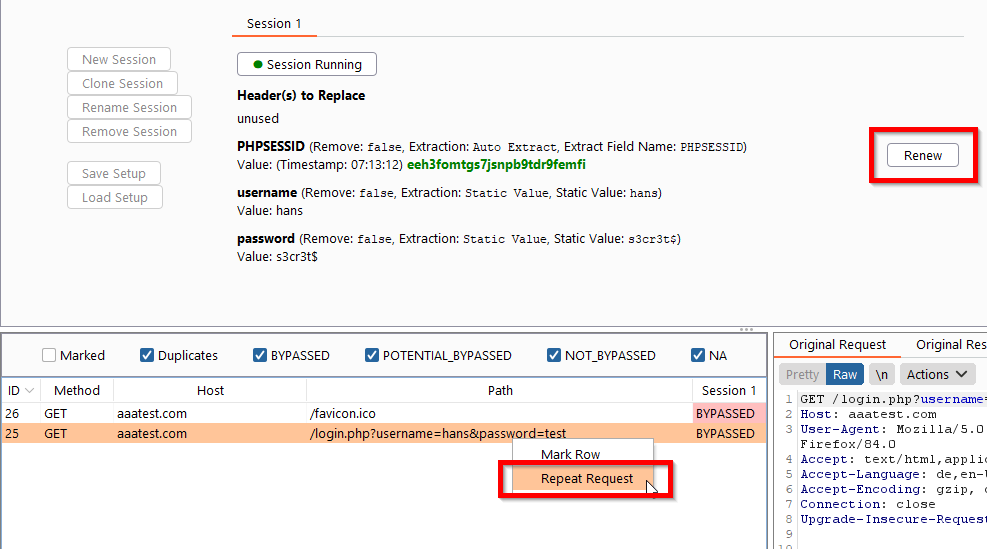 Session 1
New Session
Clone Session
Rename Session
Remove Session
Save Setup
Load Setup
Session Running
Header(s) to Replace
unused
PHPSESSID (Remove: false, Extraction: Auto Extract, Extract Field Name: PHPSESSID)
Value: (Timestamp: 07:13:12) eeh3fomtgs7jsnpb9tdr9femfi
username (Remove: false, Extraction: Static Value, Static Value: hans)
Value: hans
password (Remove: false, Extraction: Static Value, Static Value: s3cr3t$)
Value: s3cr3t$
Renew
Marked Duplicates BYPASSED POTENTIAL_BYPASSED NOT_BYPASSED NA
ID Method Host Path Session 1
26 GET aaatest.com /favicon.ico BYPASSED
25 GET aaatest.com /login.php?username=hans&password=test BYPASSED
Mark Row
Repeat Request
Original Request Original Res
Pretty Raw \n Actions
1 GET /login.php?username=
2 Host: aaatest.com
3 User-Agent: Mozilla/5.0
Firefox/84.0
4 Accept: text/html,applic
5 Accept-Language: de,en-U
6 Accept-Encoding: gzip,
7 Connection: close
8 Upgrade-Insecure-Request
9
10